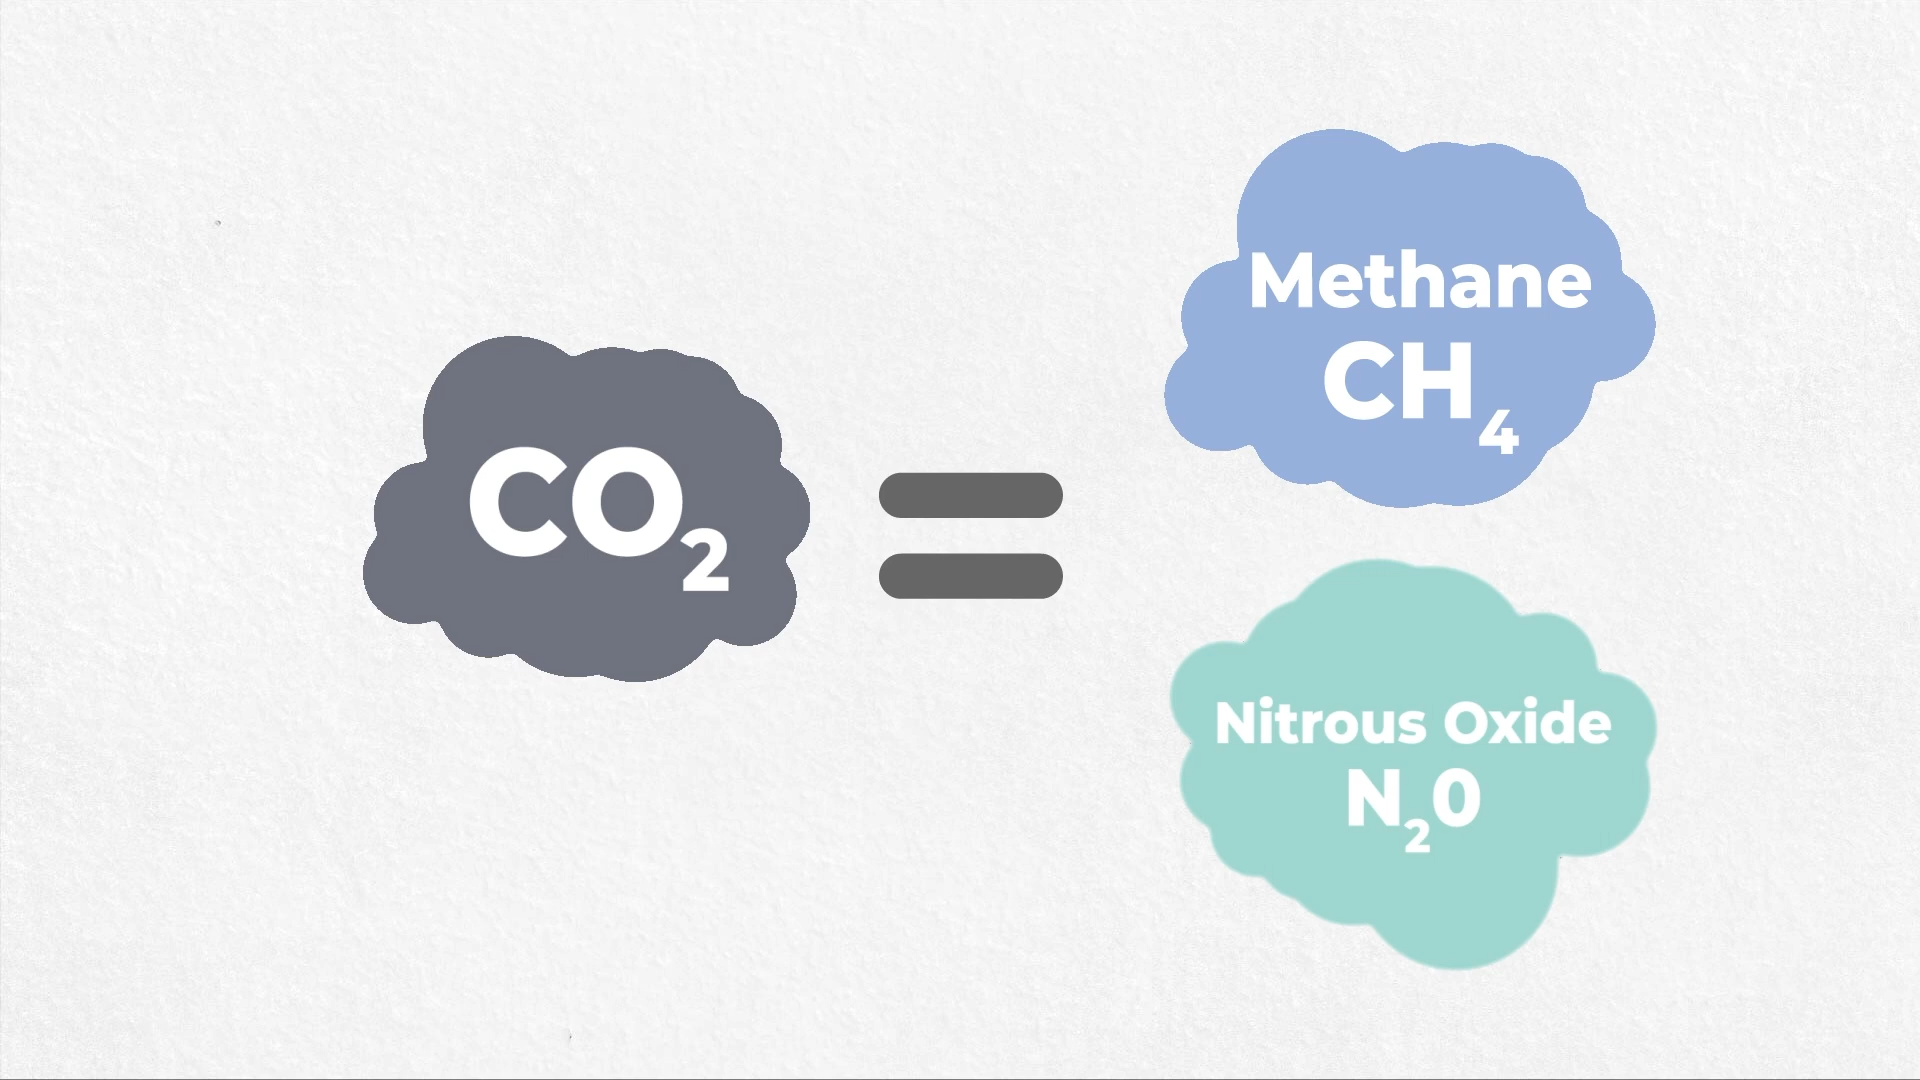 CO₂
Methane
CH₄
Nitrous Oxide
N₂0